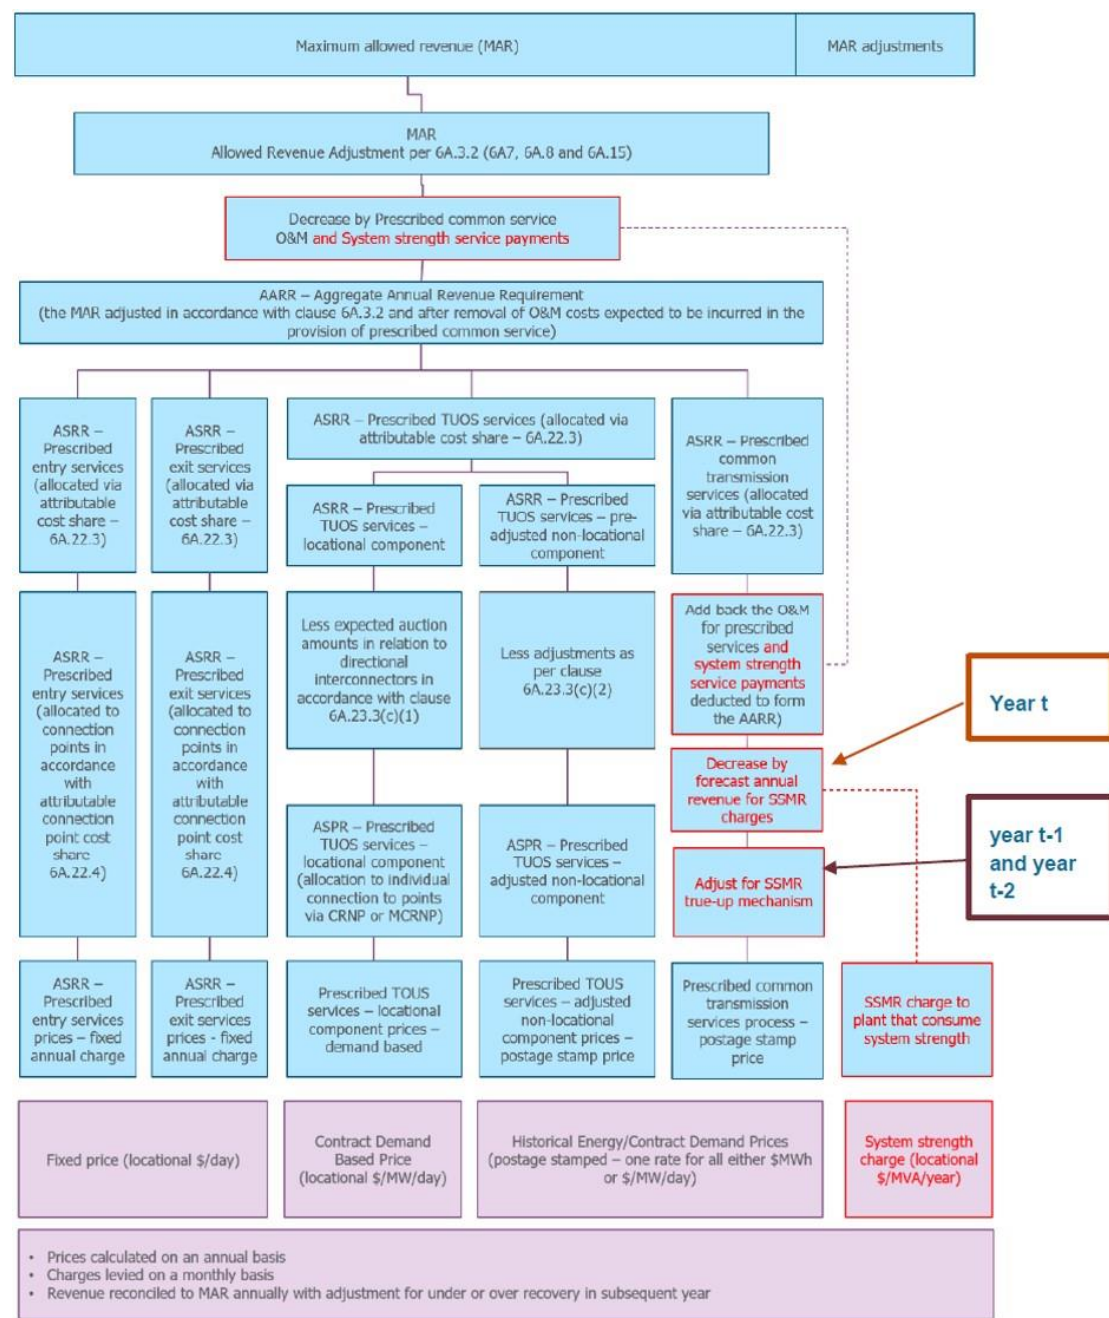 Maximum allowed revenue (MAR)
MAR adjustments
MAR
Allowed Revenue Adjustment per 6A.3.2 (6A7, 6A.8 and 6A.15)
Decrease by Prescribed common service
O&M and System strength service payments
AARR – Aggregate Annual Revenue Requirement
(the MAR adjusted in accordance with clause 6A.3.2 and after removal of O&M costs expected to be incurred in the
provision of prescribed common service)
ASRR –
Prescribed
entry services
(allocated via
attributable
cost share –
6A.22.3)
ASRR –
Prescribed
exit services
(allocated via
attributable
cost share –
6A.22.3)
ASRR – Prescribed TUOS services (allocated via
attributable cost share – 6A.22.3)
ASRR – Prescribed
TUOS services –
locational component
ASRR – Prescribed
TUOS services – pre-
adjusted non-locational
component
ASRR – Prescribed
common
transmission
services (allocated
via attributable cost
share – 6A.22.3)
ASRR –
Prescribed
entry services
(allocated to
connection
points in
accordance
with
attributable
connection
point cost
share
6A.22.4)
ASRR –
Prescribed
exit services
(allocated to
connection
points in
accordance
with
attributable
connection
point cost
share
6A.22.4)
Less expected auction
amounts in relation to
directional
interconnectors in
accordance with clause
6A.23.3(c)(1)
Less adjustments as
per clause
6A.23.3(c)(2)
Add back the O&M
for prescribed
services and
system strength
service payments
deducted to form
the AARR)
Year t
Decrease by
forecast annual
revenue for SSMR
charges
year t-1
and year
t-2
ASPR – Prescribed
TUOS services –
locational component
(allocation to individual
connection to points
via CRNP or MCRNP)
ASPR – Prescribed
TUOS services –
adjusted non-locational
component
Adjust for SSMR
true-up mechanism
ASRR –
Prescribed
entry services
prices – fixed
annual charge
ASRR –
Prescribed
exit services
prices - fixed
annual charge
Prescribed TOUS
services – locational
component prices –
demand based
Prescribed TOUS
services – adjusted
non-locational
component prices –
postage stamp price
Prescribed common
transmission
services process –
postage stamp
price
SSMR charge to
plant that consume
system strength
Fixed price (locational $/day)
Contract Demand
Based Price
(locational $/MW/day)
Historical Energy/Contract Demand Prices
(postage stamped – one rate for all either $MWh
or $/MW/day)
System strength
charge (locational
$/MVA/year)
• Prices calculated on an annual basis
• Charges levied on a monthly basis
• Revenue reconciled to MAR annually with adjustment for under or over recovery in subsequent year